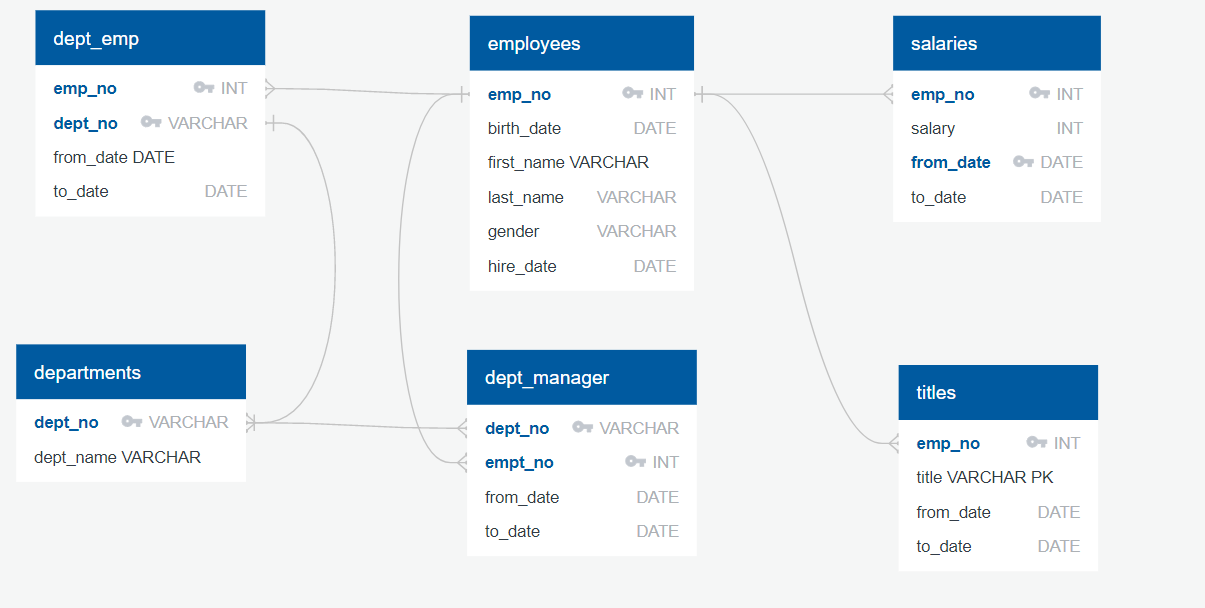 dept_emp
emp_no INT
dept_no VARCHAR
from_date DATE
to_date DATE
employees
emp_no INT
birth_date DATE
first_name VARCHAR
last_name VARCHAR
gender VARCHAR
hire_date DATE
salaries
emp_no INT
salary INT
from_date DATE
to_date DATE
departments
dept_no VARCHAR
dept_name VARCHAR
dept_manager
dept_no VARCHAR
empt_no INT
from_date DATE
to_date DATE
titles
emp_no INT
title VARCHAR PK
from_date DATE
to_date DATE